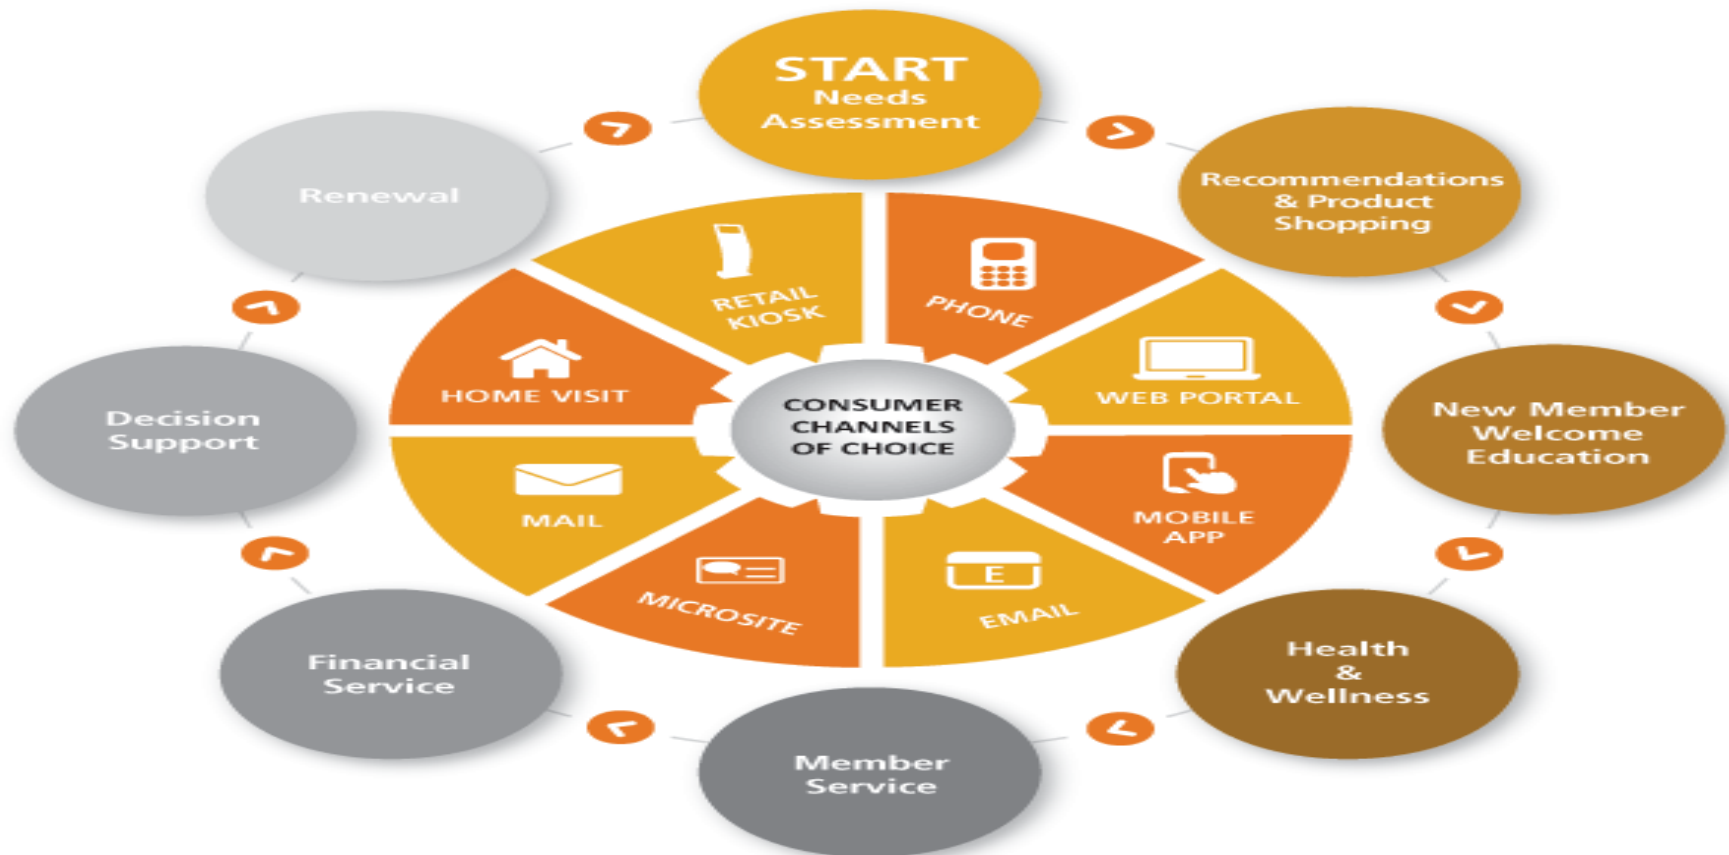 START
Needs
Assessment
Recommendations
& Product
Shopping
New Member
Welcome
Education
Health
&
Wellness
Member
Service
Financial
Service
Decision
Support
Renewal
PHONE
WEB PORTAL
MOBILE
APP
E
EMAIL
MICROSITE
MAIL
HOME VISIT
RETAIL
KIOSK
CONSUMER
CHANNELS
OF CHOICE